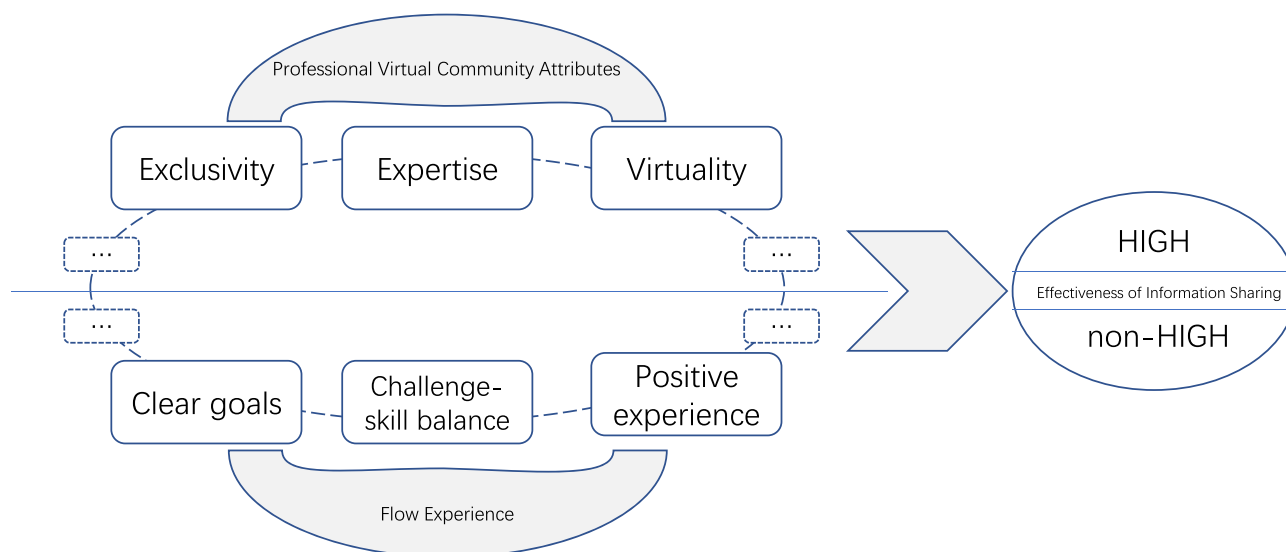 Professional Virtual Community Attributes
Exclusivity
Expertise
Virtuality
...
...
HIGH
Effectiveness of Information Sharing
non-HIGH
...
...
Clear goals
Challenge-
skill balance
Positive
experience
Flow Experience